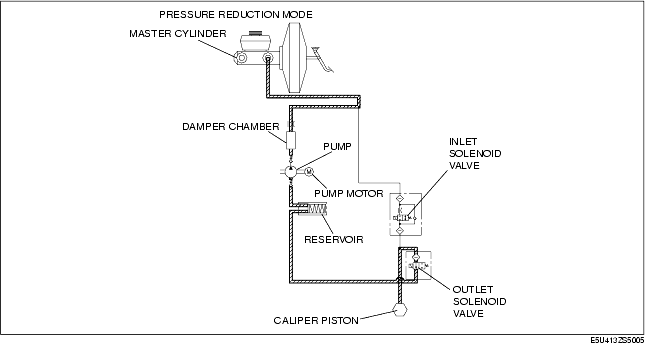 PRESSURE REDUCTION MODE
MASTER CYLINDER
DAMPER CHAMBER
PUMP
INLET
SOLENOID
VALVE
M
PUMP MOTOR
RESERVOIR
OUTLET
SOLENOID
VALVE
CALIPER PISTON
E5U413ZS5005